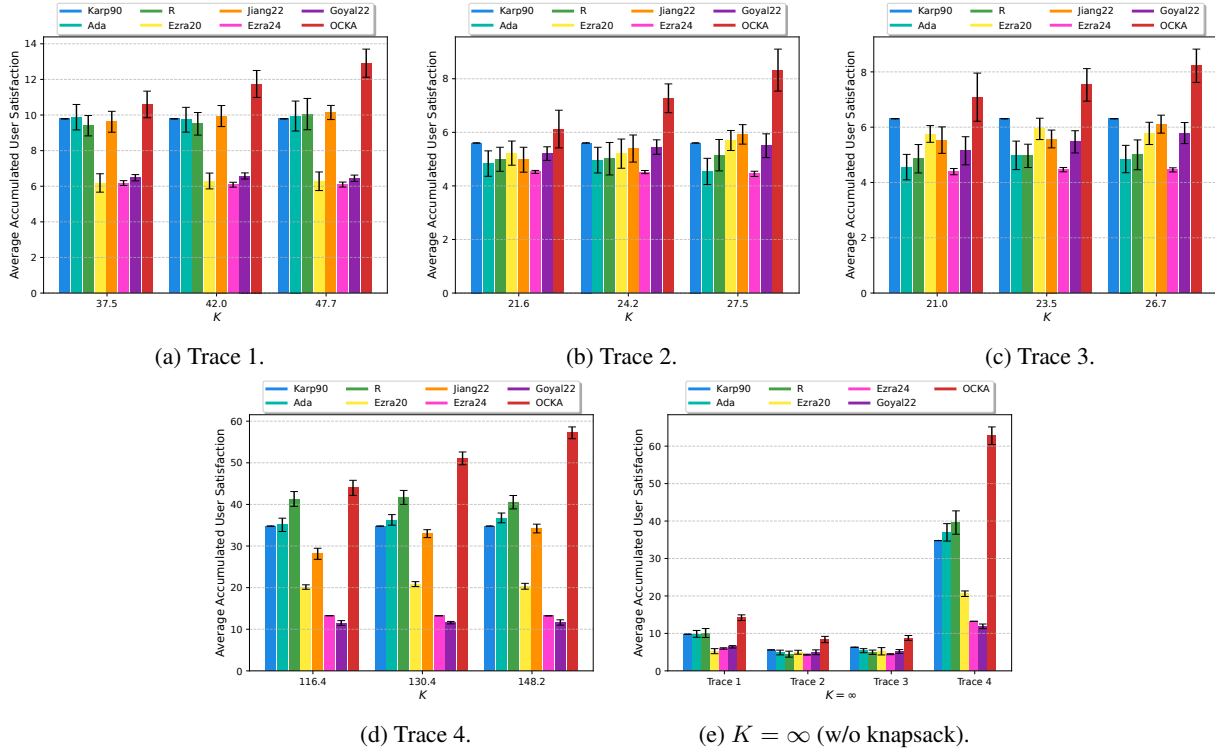 Karp90 R Jiang22 Goyal22
Ada Ezra20 Ezra24 OCKA
Average Accumulated User Satisfaction
14
12
10
8
6
4
2
0
37.5 42.0 47.7
K
(a) Trace 1.
Karp90 R Jiang22 Goyal22
Ada Ezra20 Ezra24 OCKA
Average Accumulated User Satisfaction
8
6
4
2
0
21.6 24.2 27.5
K
(b) Trace 2.
Karp90 R Jiang22 Goyal22
Ada Ezra20 Ezra24 OCKA
Average Accumulated User Satisfaction
8
6
4
2
0
21.0 23.5 26.7
K
(c) Trace 3.
Karp90 R Jiang22 Goyal22
Ada Ezra20 Ezra24 OCKA
Average Accumulated User Satisfaction
60
50
40
30
20
10
0
116.4 130.4 148.2
K
(d) Trace 4.
Karp90 R Ezra24 OCKA
Ada Ezra20 Goyal22
Average Accumulated User Satisfaction
60
50
40
30
20
10
0
Trace 1 Trace 2 Trace 3 Trace 4
K = ∞
(e) K = ∞ (w/o knapsack).